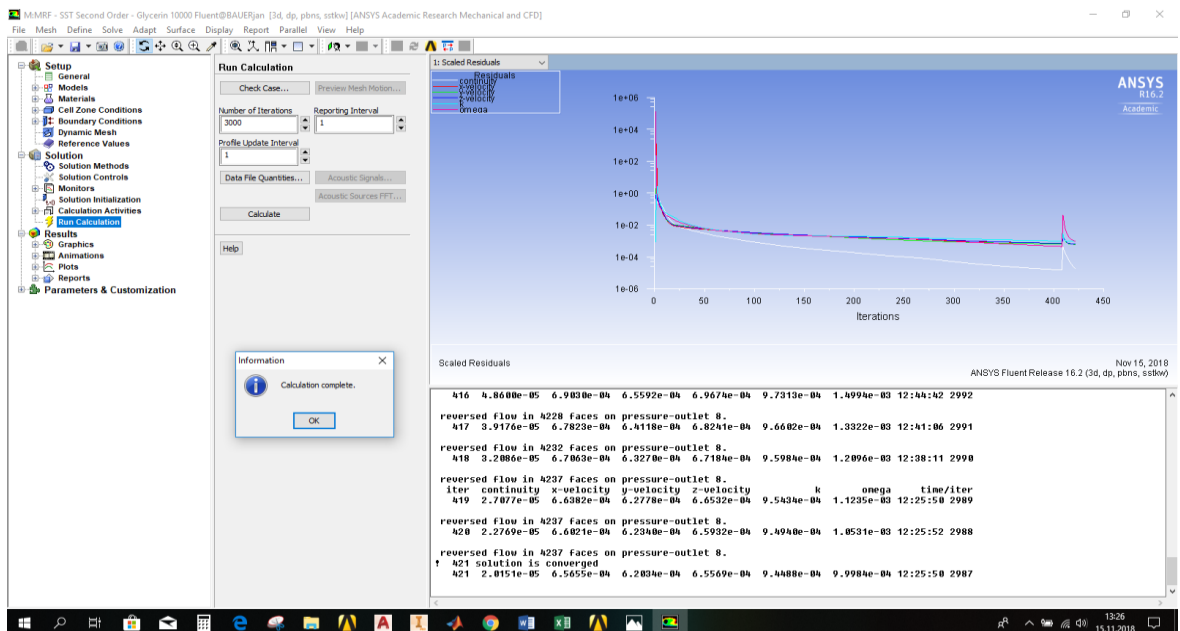 M:MRF - SST Second Order - Glycerin 10000 Fluent@BAUERjan [3d, dp, pbns, sstkw] [ANSYS Academic Research Mechanical and CFD]
File Mesh Define Solve Adapt Surface Display Report Parallel View Help
Setup
General
Models
Materials
Cell Zone Conditions
Boundary Conditions
Dynamic Mesh
Reference Values
Solution
Solution Methods
Solution Controls
Monitors
Solution Initialization
Calculation Activities
Run Calculation
Results
Graphics
Animations
Plots
Reports
Parameters & Customization
Run Calculation
Check Case... Preview Mesh Motion...
Number of Iterations Reporting Interval
3000 1
Profile Update Interval
1
Data File Quantities... Acoustic Signals...
Acoustic Sources FFT...
Calculate
Help
Information
Calculation complete.
OK
1: Scaled Residuals
Residuals
continuity
x-velocity
y-velocity
z-velocity
k
omega
ANSYS
R16.2
Academic
1e+06
1e+04
1e+02
1e+00
1e-02
1e-04
1e-06
0 50 100 150 200 250 300 350 400 450
Iterations
Scaled Residuals
Nov 15, 2018
ANSYS Fluent Release 16.2 (3d, dp, pbns, sstkw)
416 4.8600e-05 6.9030e-04 6.5592e-04 6.9674e-04 9.7313e-04 1.4994e-03 12:44:42 2992
reversed flow in 4228 faces on pressure-outlet 8.
417 3.9176e-05 6.7823e-04 6.4118e-04 6.8241e-04 9.6602e-04 1.3322e-03 12:41:06 2991
reversed flow in 4232 faces on pressure-outlet 8.
418 3.2086e-05 6.7063e-04 6.3270e-04 6.7184e-04 9.5984e-04 1.2096e-03 12:38:11 2990
reversed flow in 4237 faces on pressure-outlet 8.
iter continuity x-velocity y-velocity z-velocity k omega time/iter
419 2.7077e-05 6.6382e-04 6.2778e-04 6.6532e-04 9.5434e-04 1.1235e-03 12:25:50 2989
reversed flow in 4237 faces on pressure-outlet 8.
420 2.2769e-05 6.6021e-04 6.2340e-04 6.5932e-04 9.4940e-04 1.0531e-03 12:25:52 2988
reversed flow in 4237 faces on pressure-outlet 8.
! 421 solution is converged
421 2.0151e-05 6.5655e-04 6.2034e-04 6.5569e-04 9.4488e-04 9.9984e-04 12:25:50 2987
13:26
15.11.2018